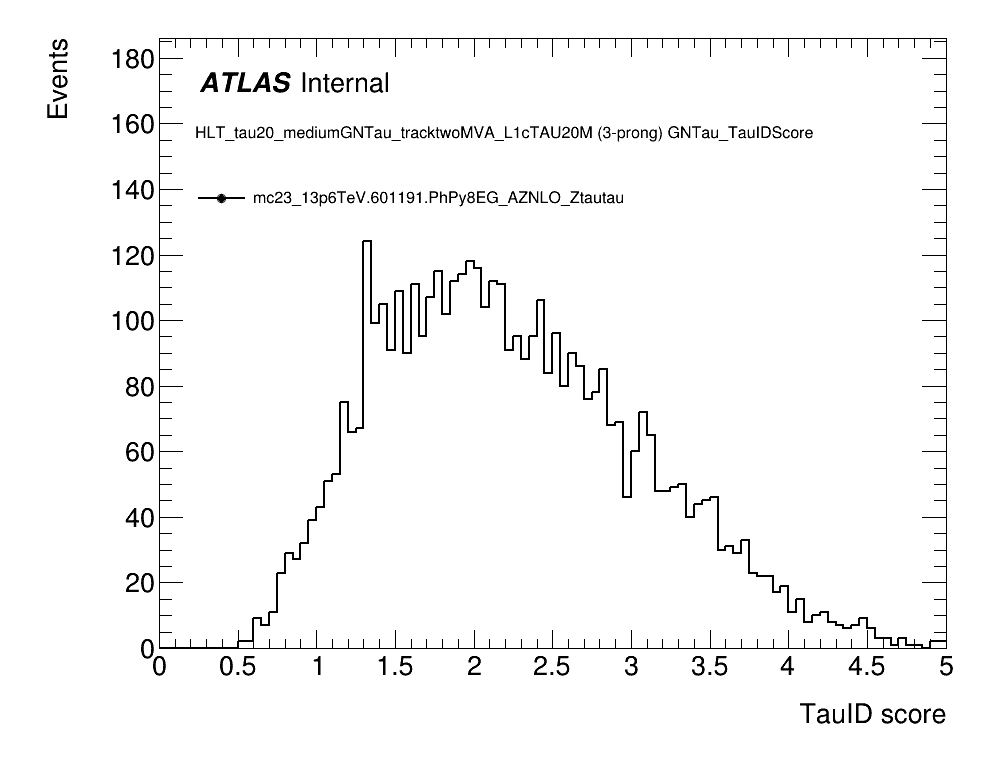 Events
180
160
140
120
100
80
60
40
20
0
ATLAS Internal
HLT_tau20_mediumGNTau_tracktwoMVA_L1cTAU20M (3-prong) GNTau_TauIDScore
mc23_13p6TeV.601191.PhPy8EG_AZNLO_Ztautau
0 0.5 1 1.5 2 2.5 3 3.5 4 4.5 5
TauID score